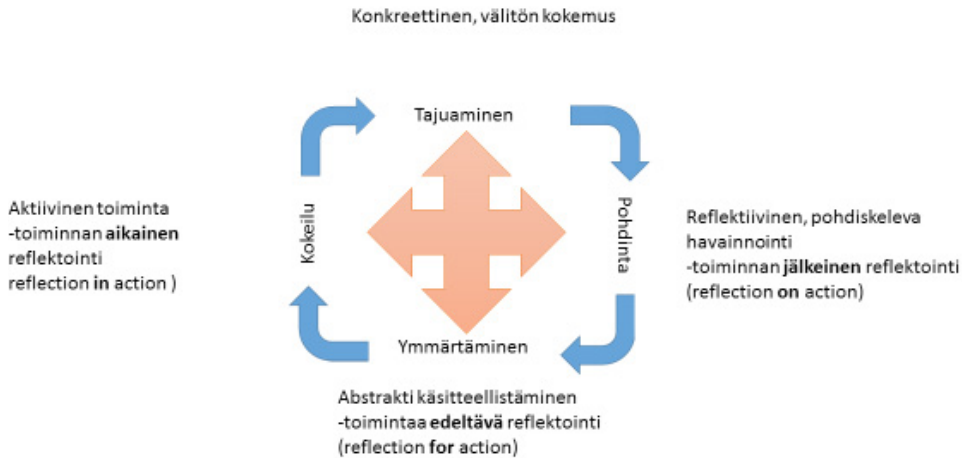 Konkreettinen, välitön kokemus
Tajuaminen
Pohdinta
Reflektiivinen, pohdiskeleva
havainnointi
-toiminnan jälkeinen reflektointi
(reflection on action)
Ymmärtäminen
Abstrakti käsitteellistäminen
-toimintaa edeltävä reflektointi
(reflection for action)
Kokeilu
Aktiivinen toiminta
-toiminnan aikainen
reflektointi
reflection in action )